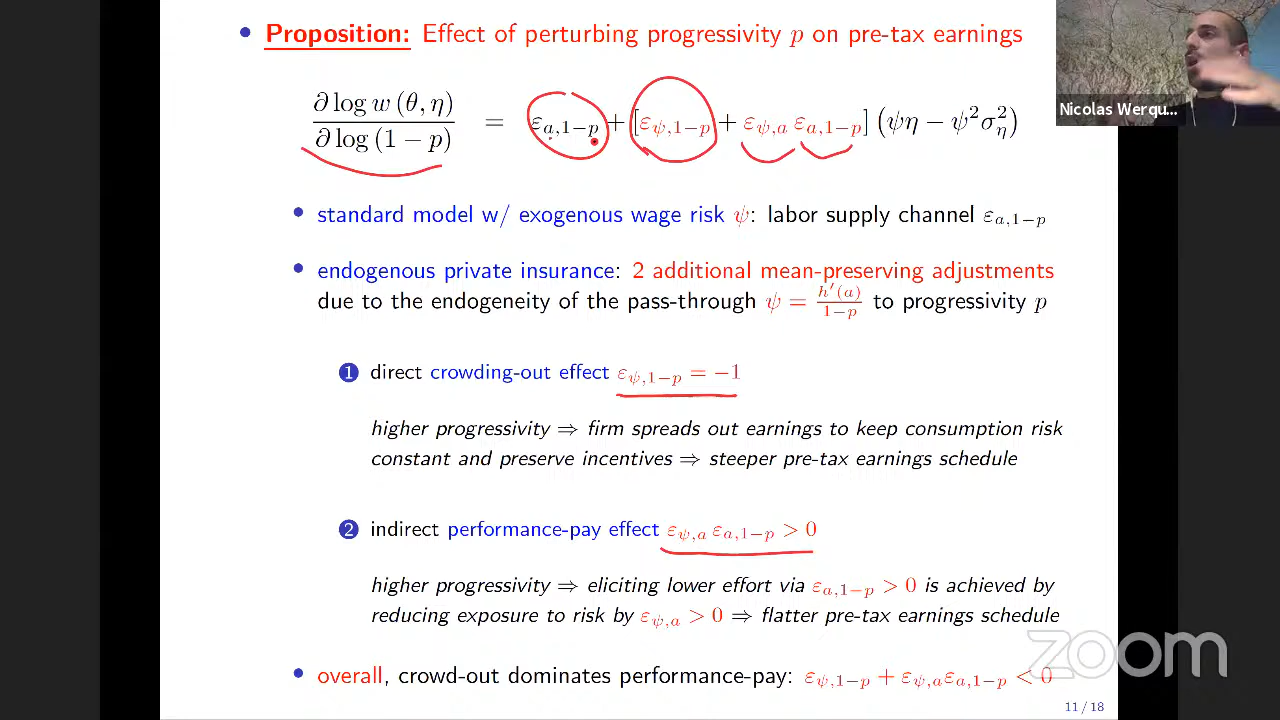 • Proposition: Effect of perturbing progressivity p on pre-tax earnings
∂ log w (θ, η) / ∂ log (1 − p) = ε_{a,1−p} + [ε_{ψ,1−p} + ε_{ψ,a} ε_{a,1−p}] (ψη − ψ²σ_η²)
Nicolas Werqu...
• standard model w/ exogenous wage risk ψ: labor supply channel ε_{a,1−p}
• endogenous private insurance: 2 additional mean-preserving adjustments
due to the endogeneity of the pass-through ψ = h′(a)/(1−p) to progressivity p
1 direct crowding-out effect ε_{ψ,1−p} = −1
higher progressivity ⇒ firm spreads out earnings to keep consumption risk
constant and preserve incentives ⇒ steeper pre-tax earnings schedule
2 indirect performance-pay effect ε_{ψ,a} ε_{a,1−p} > 0
higher progressivity ⇒ eliciting lower effort via ε_{a,1−p} > 0 is achieved by
reducing exposure to risk by ε_{ψ,a} > 0 ⇒ flatter pre-tax earnings schedule
zoom
• overall, crowd-out dominates performance-pay: ε_{ψ,1−p} + ε_{ψ,a}ε_{a,1−p} < 0
11 / 18